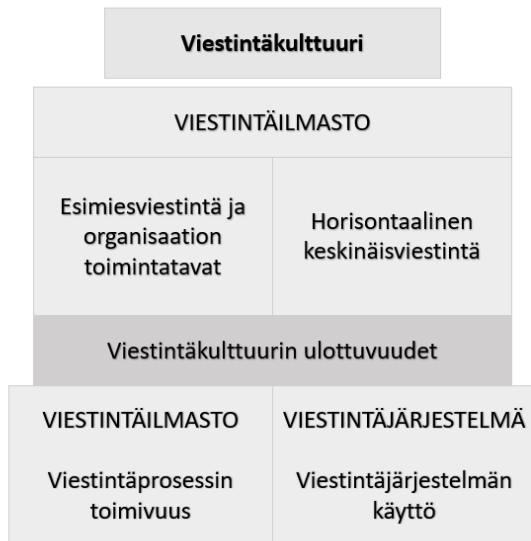 Viestintäkulttuuri
VIESTINTÄILMASTO
Esimiesviestintä ja
organisaation
toimintatavat
Horisontaalinen
keskinäisviestintä
Viestintäkulttuurin ulottuvuudet
VIESTINTÄILMASTO
Viestintäprosessin
toimivuus
VIESTINTÄJÄRJESTELMÄ
Viestintäjärjestelmän
käyttö